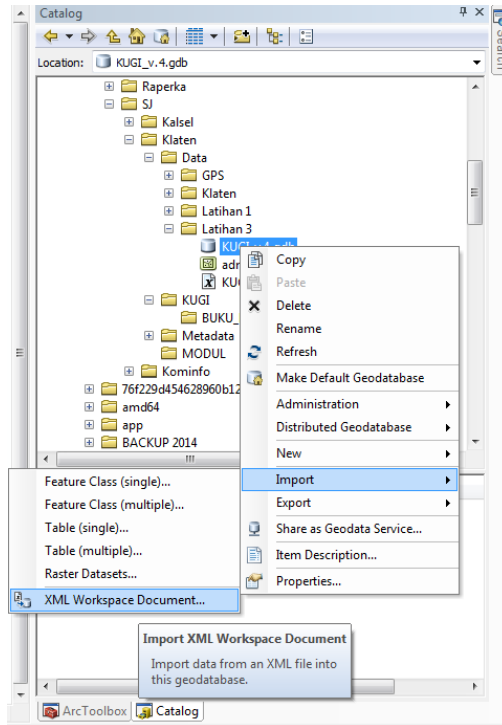 Catalog
Location: KUGI_v.4.gdb
Raperka
SJ
Kalsel
Klaten
Data
GPS
Klaten
Latihan 1
Latihan 3
KUGI_v.4.gdb
adr
KU
KUGI
BUKU_
Metadata
MODUL
Kominfo
76f229d454628960b12
amd64
app
BACKUP 2014
Copy
Paste
Delete
Rename
Refresh
Make Default Geodatabase
Administration
Distributed Geodatabase
New
Import
Export
Share as Geodata Service...
Item Description...
Properties...
Feature Class (single)...
Feature Class (multiple)...
Table (single)...
Table (multiple)...
Raster Datasets...
XML Workspace Document...
Import XML Workspace Document
Import data from an XML file into
this geodatabase.
ArcToolbox Catalog
Search